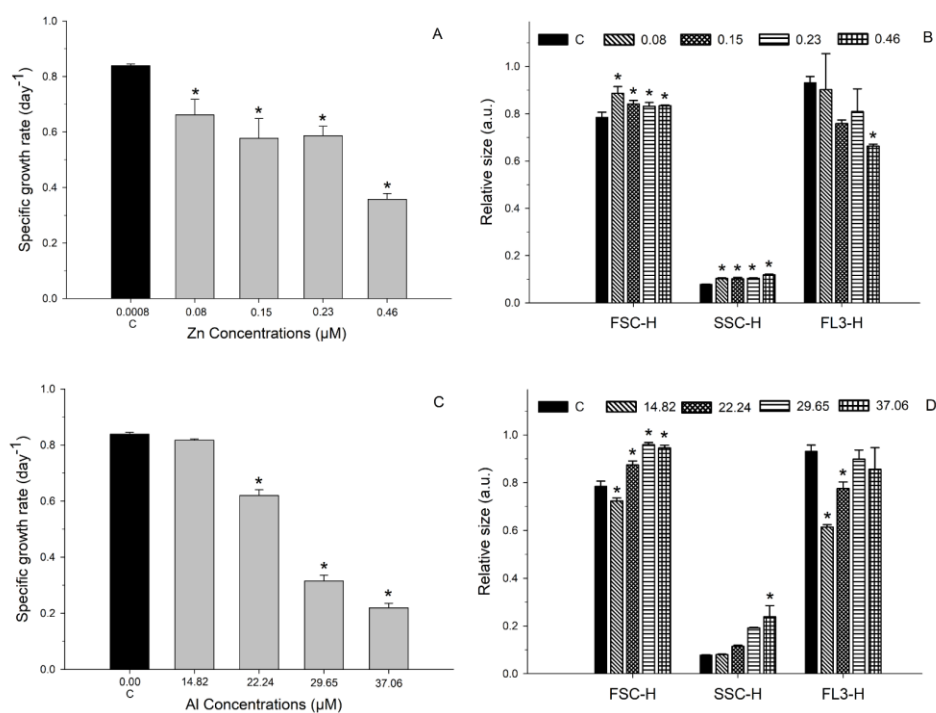 A
Specific growth rate (day⁻¹)
1.0
0.8
0.6
0.4
0.2
0.0
* * * *
0.0008 0.08 0.15 0.23 0.46
C
Zn Concentrations (µM)
C 0.08 0.15 0.23 0.46 B
Relative size (a.u.)
1.0
0.8
0.6
0.4
0.2
0.0
* * * *
* * * *
*
FSC-H SSC-H FL3-H
C
Specific growth rate (day⁻¹)
1.0
0.8
0.6
0.4
0.2
0.0
* * *
0.00 14.82 22.24 29.65 37.06
C
Al Concentrations (µM)
C 14.82 22.24 29.65 37.06 D
Relative size (a.u.)
1.0
0.8
0.6
0.4
0.2
0.0
* * * *
*
* *
FSC-H SSC-H FL3-H